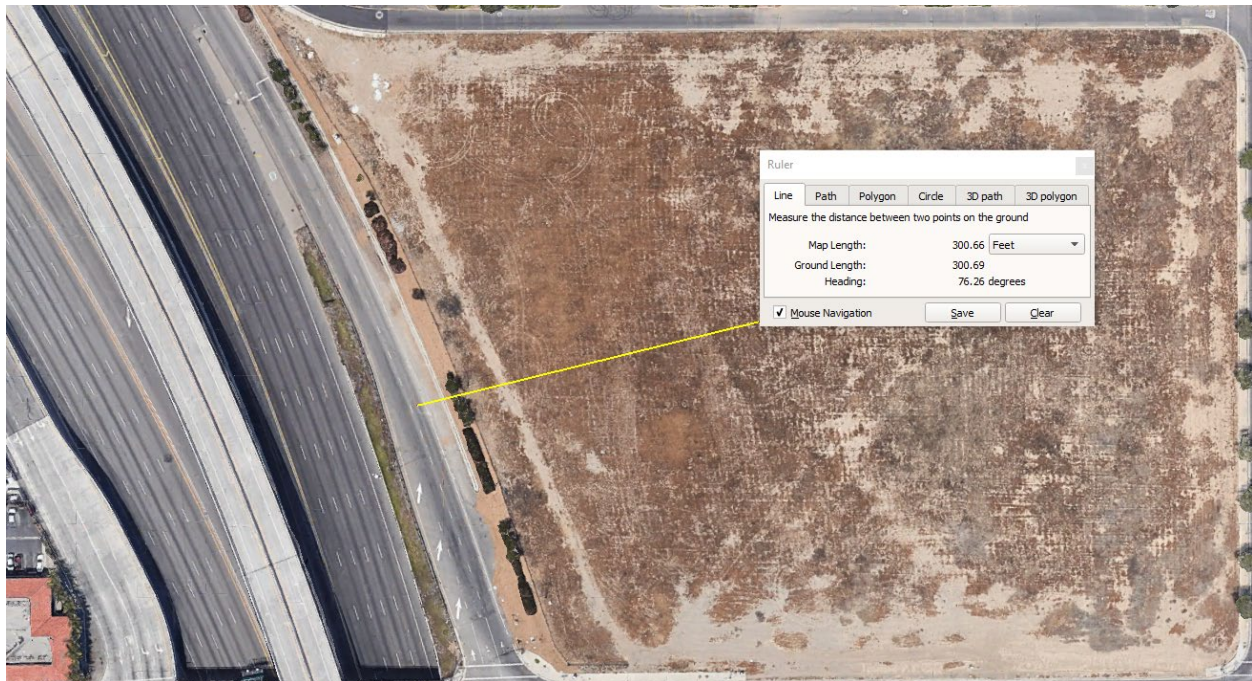 Ruler
Line Path Polygon Circle 3D path 3D polygon
Measure the distance between two points on the ground
Map Length: 300.66 Feet
Ground Length: 300.69
Heading: 76.26 degrees
Mouse Navigation Save Clear